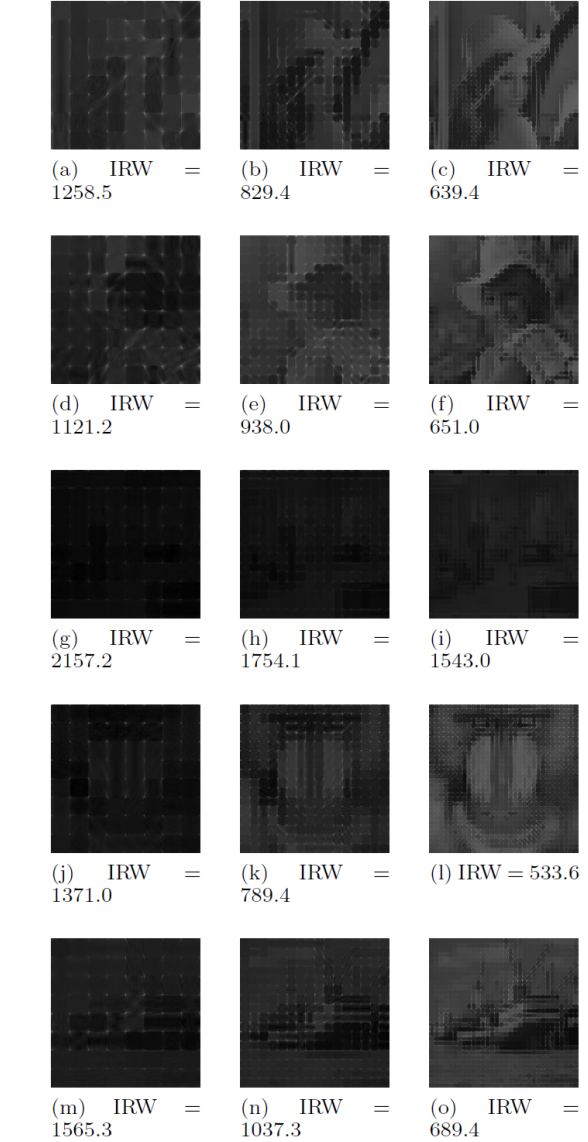 (a) IRW =
1258.5
(b) IRW =
829.4
(c) IRW =
639.4
(d) IRW =
1121.2
(e) IRW =
938.0
(f) IRW =
651.0
(g) IRW =
2157.2
(h) IRW =
1754.1
(i) IRW =
1543.0
(j) IRW =
1371.0
(k) IRW =
789.4
(l) IRW = 533.6
(m) IRW =
1565.3
(n) IRW =
1037.3
(o) IRW =
689.4